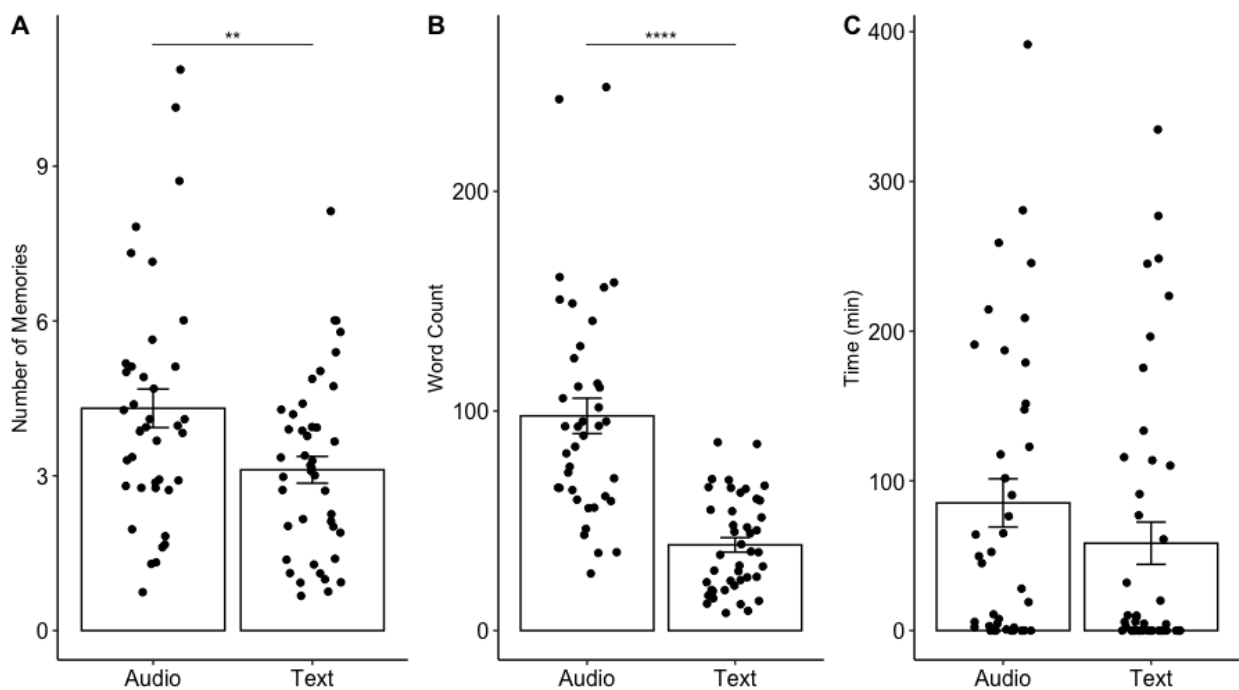 A
**
Number of Memories
9
6
3
0
Audio
Text
B
****
Word Count
200
100
0
Audio
Text
C
Time (min)
400
300
200
100
0
Audio
Text